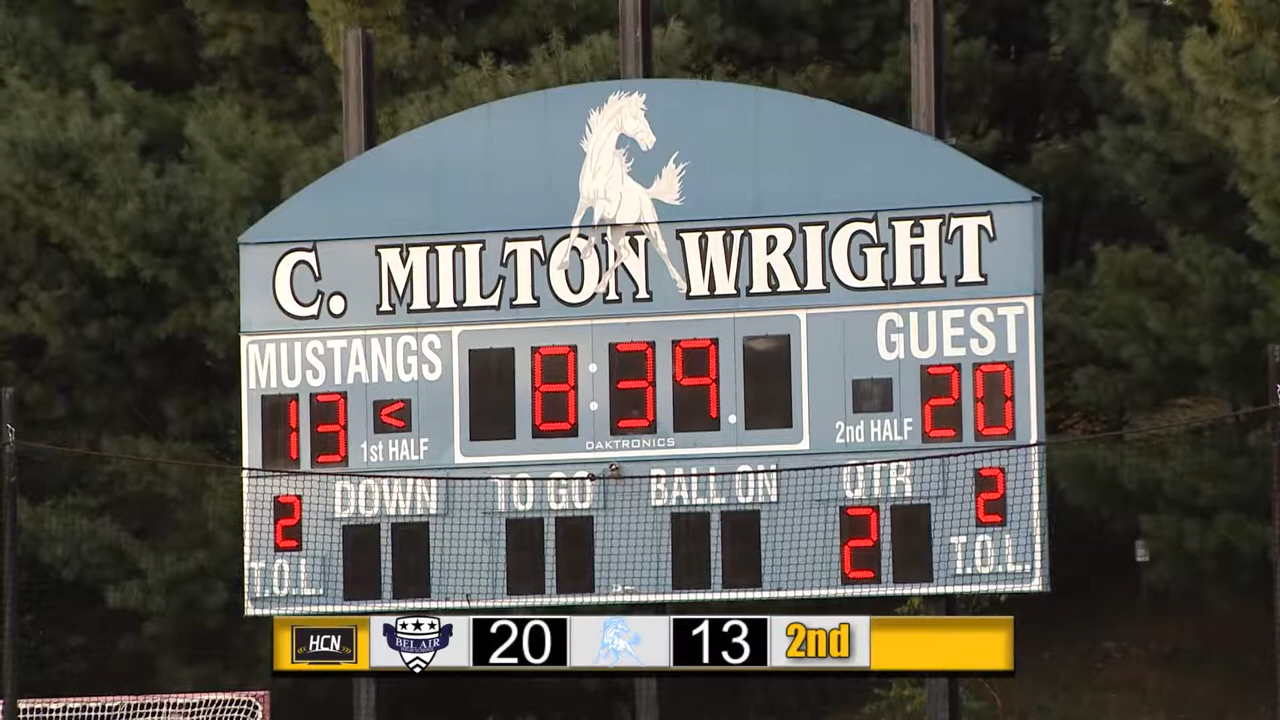 C. MILTON WRIGHT
MUSTANGS 8:39 GUEST
13 < 1st HALF DAKTRONICS 2nd HALF 20
DOWN TO GO BALL ON QTR
2 2 2
T.O.L. T.O.L.
HCN BEL AIR 20 13 2nd